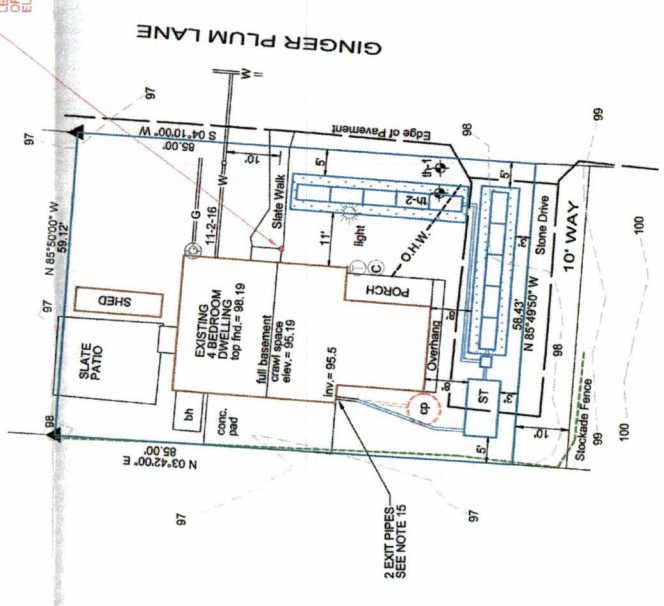 GINGER PLUM LANE
97
97
97
98
N 85°50'00" W
59.12'
S 04°10'00" W
85.00'
Edge of Pavement
W
W
G
W
11-2-16
10'
Slate Walk
5'
th-1
th-2
11'
light
O.H.W.
T
C
PORCH
SHED
SLATE
PATIO
EXISTING
4 BEDROOM
DWELLING
top fnd.= 98.19
full basement
crawl space
elev.= 95.19
inv.= 95.5
bh
conc.
pad
Overhang
8'
8'
cp
ST
5'
5'
2'
2'
Stone Drive
58.43'
N 85°49'50" W
10' WAY
10'
Stockade Fence
N 03°42'00" E
85.00'
2 EXIT PIPES
SEE NOTE 15
97
97
98
98
99
99
100
100